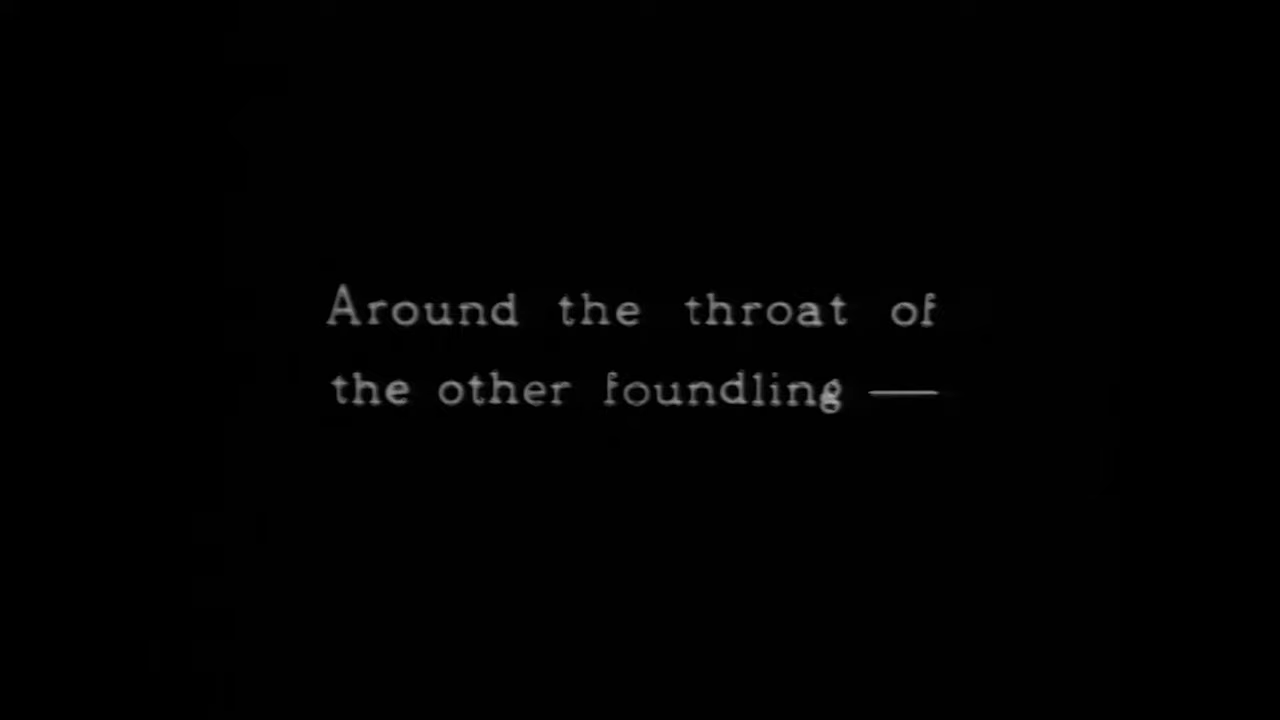 Around the throat of
the other foundling —